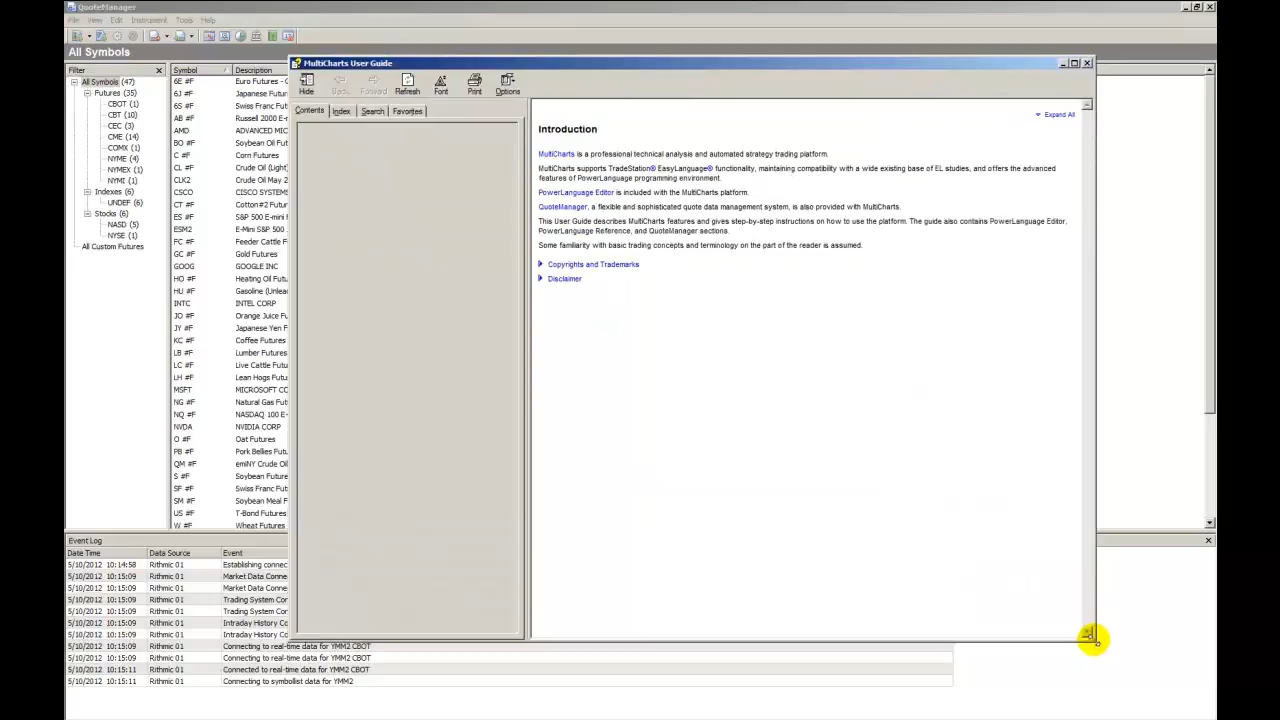 QuoteManager
File View Edit Instrument Tools Help
All Symbols
Filter
All Symbols (47)
Futures (35)
CBOT (1)
CBT (10)
CEC (3)
CME (14)
COMX (1)
NYME (4)
NYMEX (1)
NYMI (1)
Indexes (6)
UNDEF (6)
Stocks (6)
NASD (5)
NYSE (1)
All Custom Futures
Symbol Description
6E #F Euro Futures - G
6J #F Japanese Futur
6S #F Swiss Franc Fut
AB #F Russell 2000 E-
AMD ADVANCED MIC
BO #F Soybean Oil Fut
C #F Corn Futures
CL #F Crude Oil (Light)
CLK2 Crude Oil May 2
CSCO CISCO SYSTEMS
CT #F Cotton #2 Futur
ES #F S&P 500 E-mini F
ESM2 E-Mini S&P 500
FC #F Feeder Cattle F
GC #F Gold Futures
GOOG GOOGLE INC
HO #F Heating Oil Futu
HU #F Gasoline (Unlea
INTC INTEL CORP
JO #F Orange Juice Fu
JY #F Japanese Yen F
KC #F Coffee Futures
LB #F Lumber Futures
LC #F Live Cattle Futu
LH #F Lean Hogs Futur
MSFT MICROSOFT CO
NG #F Natural Gas Fut
NQ #F NASDAQ 100 E-
NVDA NVIDIA CORP
O #F Oat Futures
PB #F Pork Bellies Futu
QM #F emiNY Crude Oil
S #F Soybean Futures
SF #F Swiss Franc Futu
SM #F Soybean Meal F
US #F T-Bond Futures
W #F Wheat Futures
MultiCharts User Guide
Hide Back Forward Refresh Font Print Options
Contents Index Search Favorites
Expand All
Introduction
MultiCharts is a professional technical analysis and automated strategy trading platform.
MultiCharts supports TradeStation® EasyLanguage® functionality, maintaining compatibility with a wide existing base of EL studies, and offers the advanced
features of PowerLanguage programming environment.
PowerLanguage Editor is included with the MultiCharts platform.
QuoteManager, a flexible and sophisticated quote data management system, is also provided with MultiCharts.
This User Guide describes MultiCharts features and gives step-by-step instructions on how to use the platform. The guide also contains PowerLanguage Editor,
PowerLanguage Reference, and QuoteManager sections.
Some familiarity with basic trading concepts and terminology on the part of the reader is assumed.
Copyrights and Trademarks
Disclaimer
Event Log
Date Time Data Source Event
5/10/2012 10:14:58 Rithmic 01 Establishing connec
5/10/2012 10:15:09 Rithmic 01 Market Data Conne
5/10/2012 10:15:09 Rithmic 01 Market Data Conne
5/10/2012 10:15:09 Rithmic 01 Trading System Cor
5/10/2012 10:15:09 Rithmic 01 Trading System Cor
5/10/2012 10:15:09 Rithmic 01 Intraday History C
5/10/2012 10:15:09 Rithmic 01 Intraday History C
5/10/2012 10:15:09 Rithmic 01 Connecting to real-time data for YMM2 CBOT
5/10/2012 10:15:09 Rithmic 01 Connecting to real-time data for YMM2 CBOT
5/10/2012 10:15:11 Rithmic 01 Connected to real-time data for YMM2 CBOT
5/10/2012 10:15:11 Rithmic 01 Connecting to symbollist data for YMM2